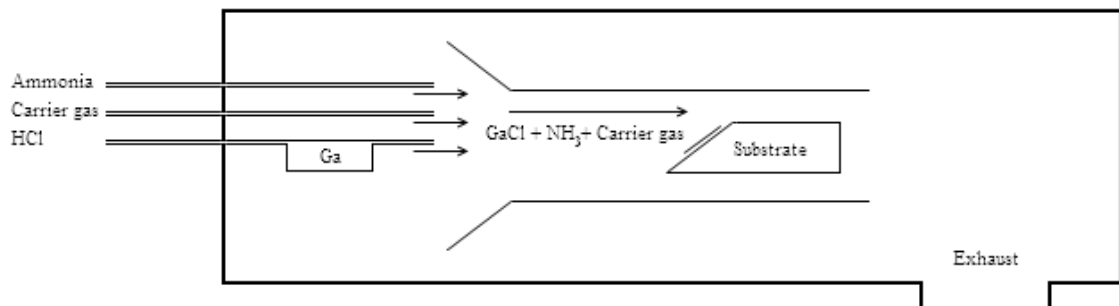 Ammonia
Carrier gas
HCl
Ga
GaCl + NH₃+ Carrier gas
Substrate
Exhaust